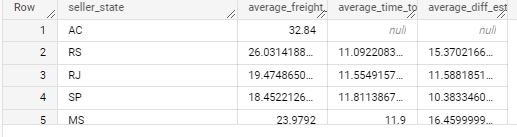 Row seller_state average_freight_ average_time_to average_diff_est
1 AC 32.84 null null
2 RS 26.0314188... 11.0922083... 15.3702166...
3 RJ 19.4748650... 11.5549157... 11.5881851...
4 SP 18.4522126... 11.8113867... 10.3833460...
5 MS 23.9792 11.9 16.4599999...